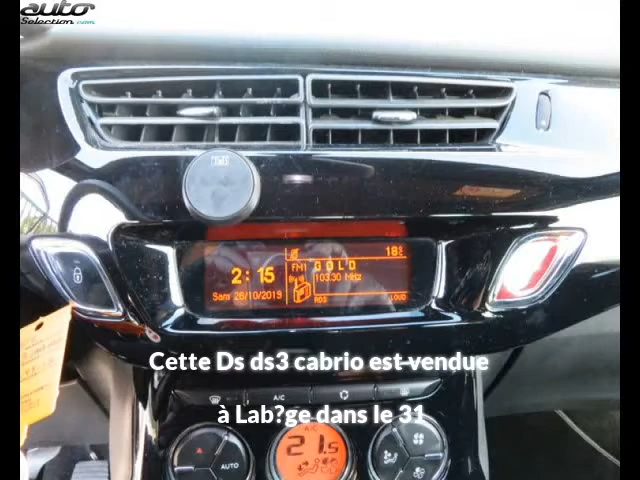 auto
Selection.com
18°C
2:15
FM1 GOLD
103.30 MHz
Sam 26/10/2019
RDS LOUD
Cette Ds ds3 cabrio est vendue
A/C
à Lab?ge dans le 31
A/C
21.5
AUTO